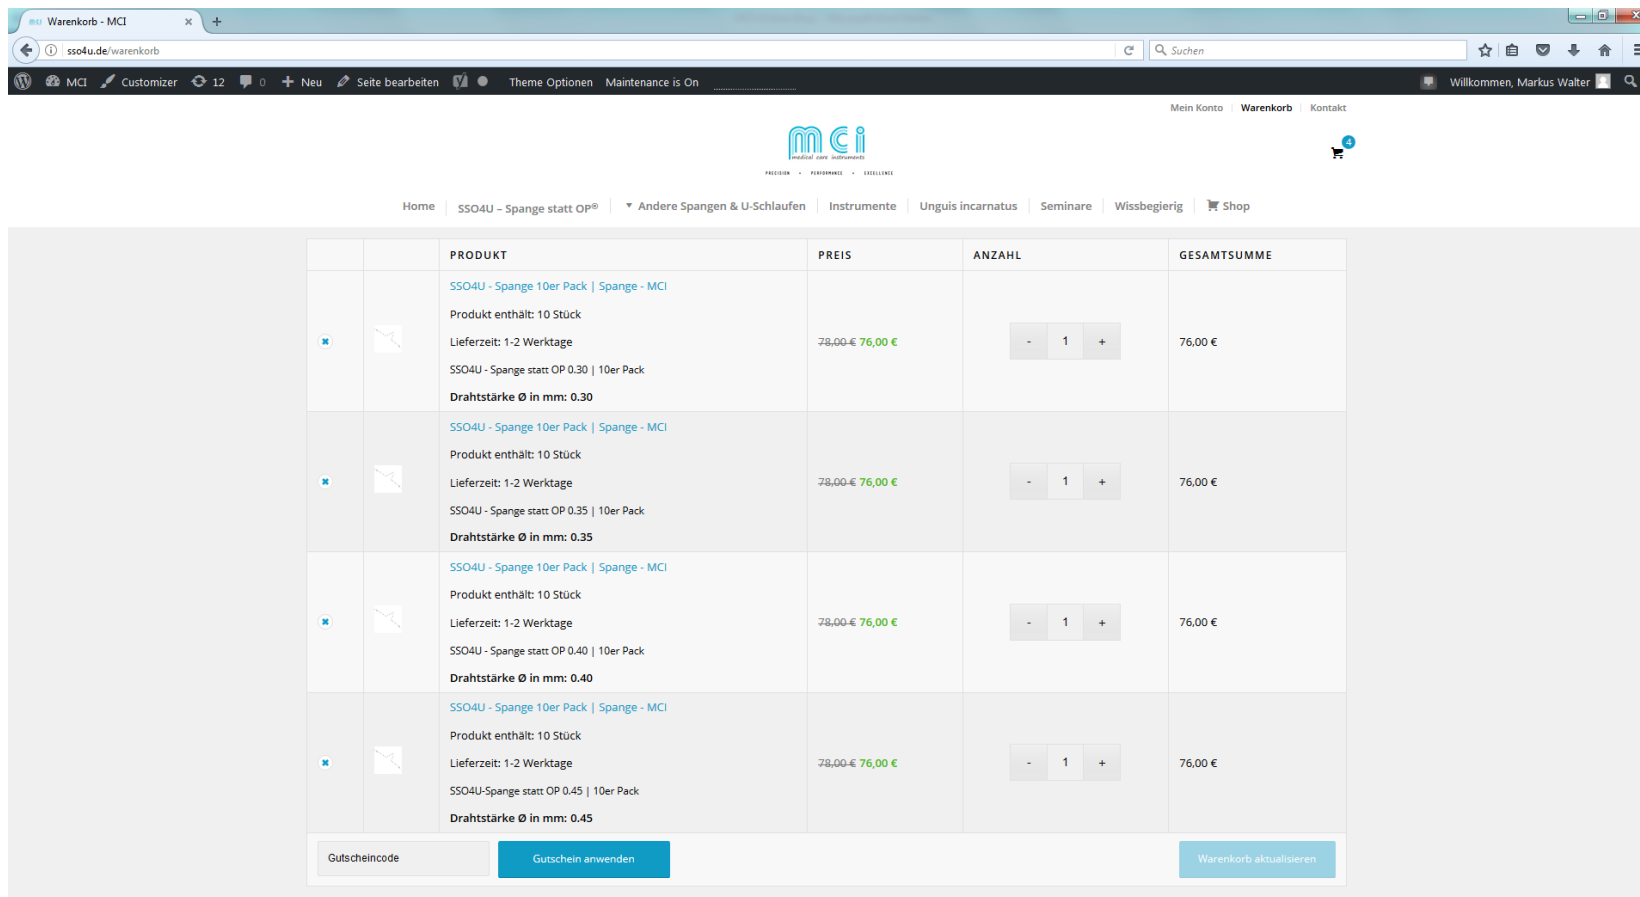 Warenkorb - MCI
sso4u.de/warenkorb
Suchen
MCI Customizer 12 0 Neu Seite bearbeiten Theme Optionen Maintenance is On
Willkommen, Markus Walter
Mein Konto Warenkorb Kontakt
mci
medical care instruments
PRECISION • PERFORMANCE • EXCELLENCE
4
Home SSO4U – Spange statt OP® Andere Spangen & U-Schlaufen Instrumente Unguis incarnatus Seminare Wissbegierig Shop
PRODUKT PREIS ANZAHL GESAMTSUMME
SSO4U - Spange 10er Pack | Spange - MCI
Produkt enthält: 10 Stück
Lieferzeit: 1-2 Werktage
78,00 € 76,00 € - 1 + 76,00 €
SSO4U - Spange statt OP 0.30 | 10er Pack
Drahtstärke Ø in mm: 0.30
SSO4U - Spange 10er Pack | Spange - MCI
Produkt enthält: 10 Stück
Lieferzeit: 1-2 Werktage
78,00 € 76,00 € - 1 + 76,00 €
SSO4U - Spange statt OP 0.35 | 10er Pack
Drahtstärke Ø in mm: 0.35
SSO4U - Spange 10er Pack | Spange - MCI
Produkt enthält: 10 Stück
Lieferzeit: 1-2 Werktage
78,00 € 76,00 € - 1 + 76,00 €
SSO4U - Spange statt OP 0.40 | 10er Pack
Drahtstärke Ø in mm: 0.40
SSO4U - Spange 10er Pack | Spange - MCI
Produkt enthält: 10 Stück
Lieferzeit: 1-2 Werktage
78,00 € 76,00 € - 1 + 76,00 €
SSO4U-Spange statt OP 0.45 | 10er Pack
Drahtstärke Ø in mm: 0.45
Gutscheincode Gutschein anwenden Warenkorb aktualisieren